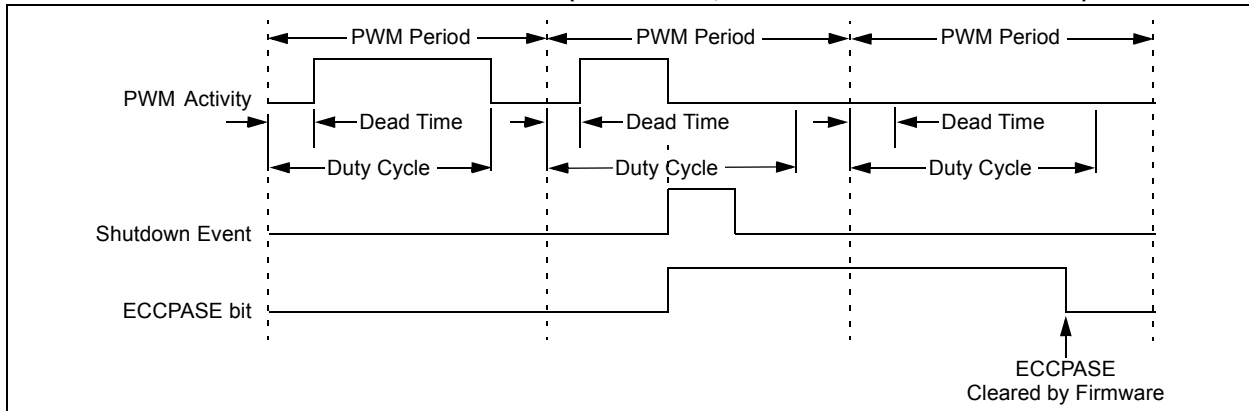 PWM Period PWM Period PWM Period
PWM Activity
Dead Time Dead Time Dead Time
Duty Cycle Duty Cycle Duty Cycle
Shutdown Event
ECCPASE bit
ECCPASE
Cleared by Firmware